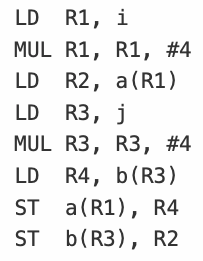 LD R1, i
MUL R1, R1, #4
LD R2, a(R1)
LD R3, j
MUL R3, R3, #4
LD R4, b(R3)
ST a(R1), R4
ST b(R3), R2